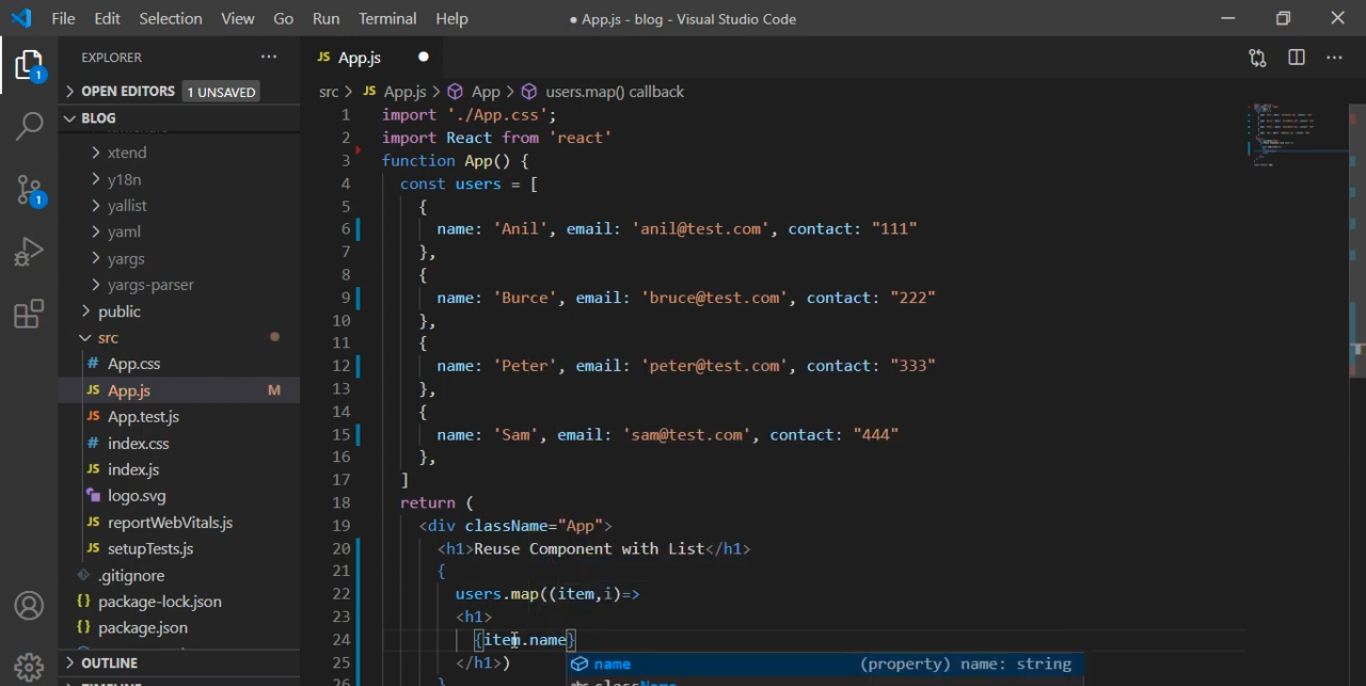 File Edit Selection View Go Run Terminal Help ● App.js - blog - Visual Studio Code
EXPLORER ···
JS App.js ●
OPEN EDITORS 1 UNSAVED
src > JS App.js > App > users.map() callback
BLOG
xtend
y18n
yallist
yaml
yargs
yargs-parser
public
src
# App.css
JS App.js M
JS App.test.js
# index.css
JS index.js
logo.svg
JS reportWebVitals.js
JS setupTests.js
.gitignore
{} package-lock.json
{} package.json
OUTLINE
1
1
1 import './App.css';
2 import React from 'react'
3 function App() {
4 const users = [
5 {
6 name: 'Anil', email: 'anil@test.com', contact: "111"
7 },
8 {
9 name: 'Burce', email: 'bruce@test.com', contact: "222"
10 },
11 {
12 name: 'Peter', email: 'peter@test.com', contact: "333"
13 },
14 {
15 name: 'Sam', email: 'sam@test.com', contact: "444"
16 },
17 ]
18 return (
19 <div className="App">
20 <h1>Reuse Component with List</h1>
21 {
22 users.map((item,i)=>
23 <h1>
24 {item.name}
25 </h1>)
26 }
name (property) name: string